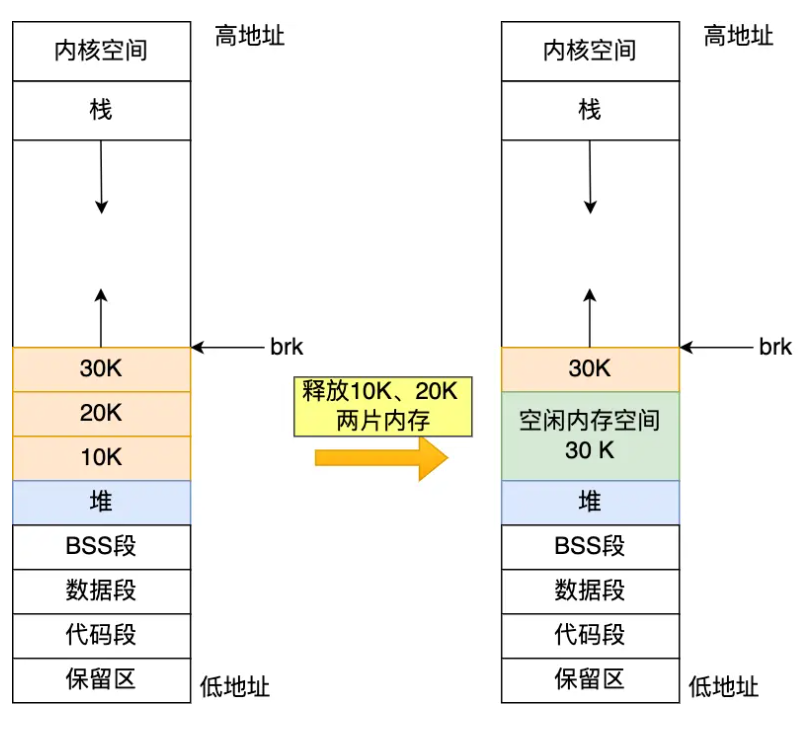 内核空间
高地址
栈
brk
30K
20K
10K
堆
BSS段
数据段
代码段
保留区
低地址
释放10K、20K
两片内存
内核空间
高地址
栈
brk
30K
空闲内存空间
30 K
堆
BSS段
数据段
代码段
保留区
低地址